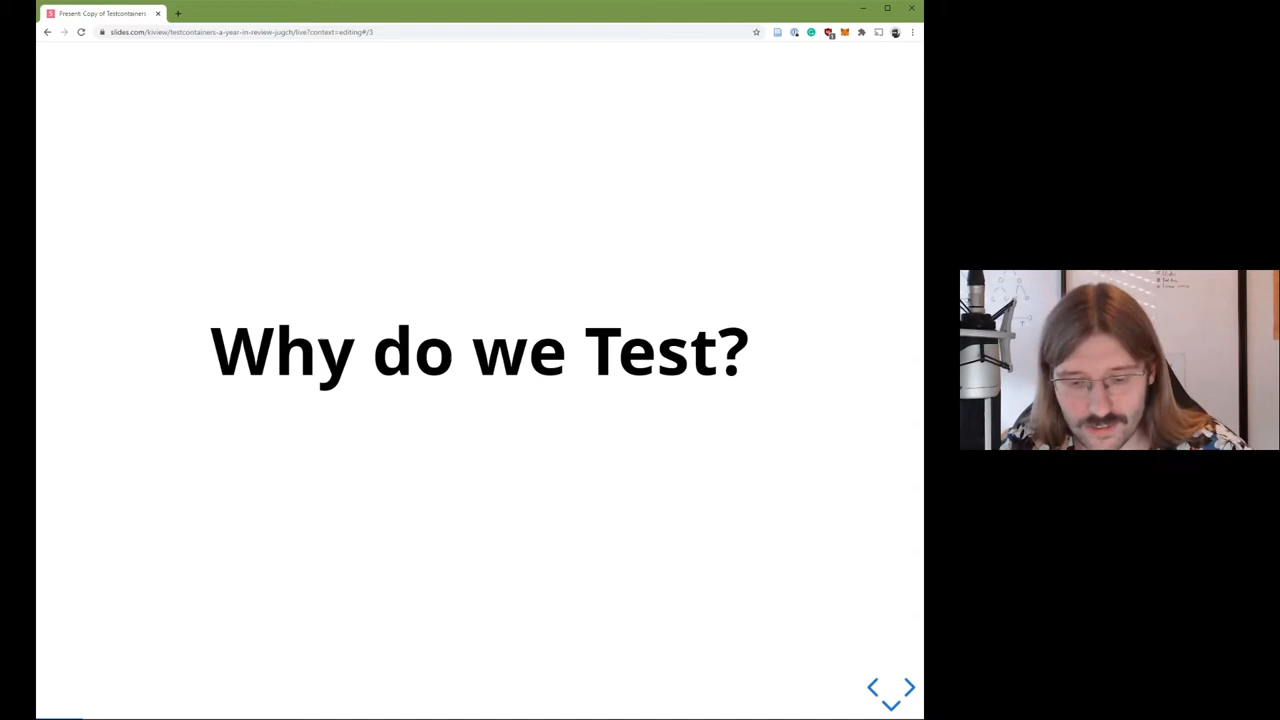 Present: Copy of Testcontainers
slides.com/kiview/testcontainers-a-year-in-review-jugch/live?context=editing#/3
Why do we Test?